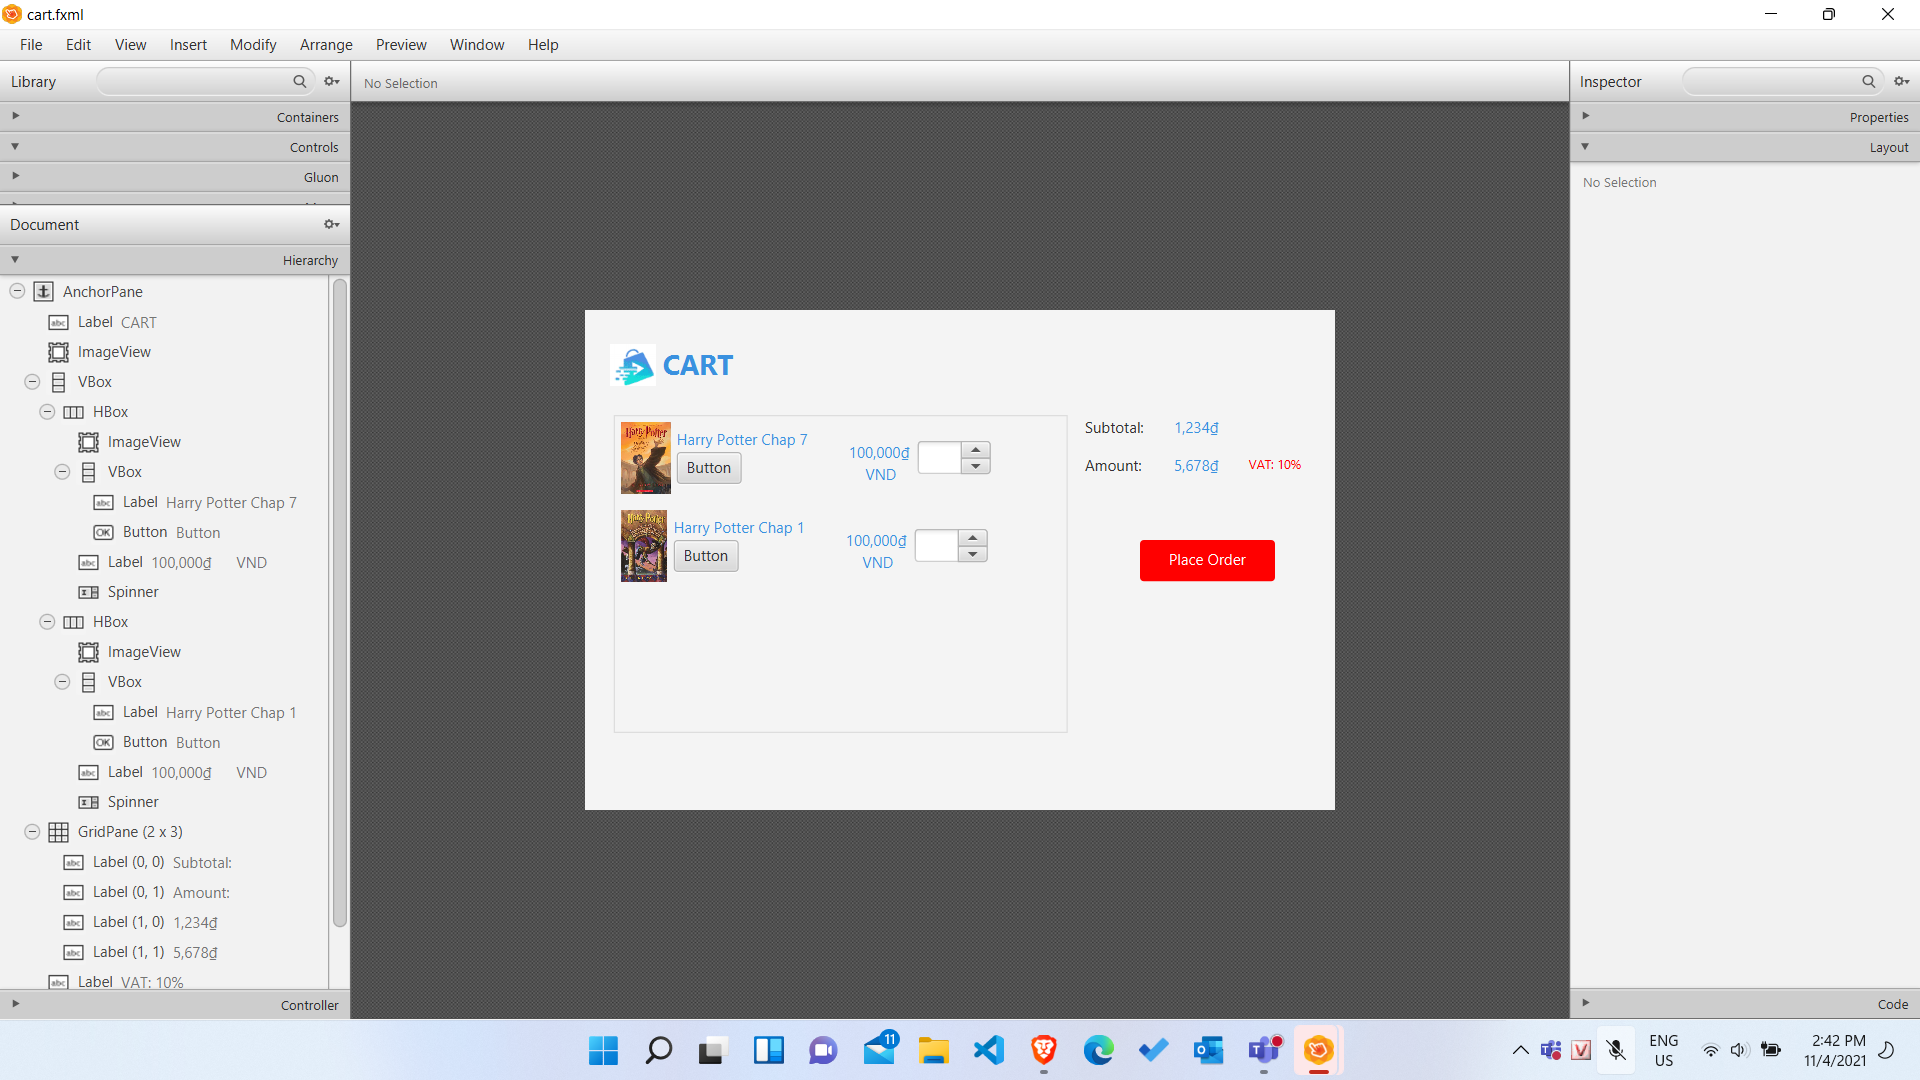 cart.fxml
File Edit View Insert Modify Arrange Preview Window Help
Library
Containers
Controls
Gluon
Document
Hierarchy
AnchorPane
Label CART
ImageView
VBox
HBox
ImageView
VBox
Label Harry Potter Chap 7
Button Button
Label 100,000₫ VND
Spinner
HBox
ImageView
VBox
Label Harry Potter Chap 1
Button Button
Label 100,000₫ VND
Spinner
GridPane (2 x 3)
Label (0, 0) Subtotal:
Label (0, 1) Amount:
Label (1, 0) 1,234₫
Label (1, 1) 5,678₫
Label VAT: 10%
Controller
No Selection
CART
Harry Potter
Harry Potter Chap 7
Button
100,000₫
VND
Harry Potter
Harry Potter Chap 1
Button
100,000₫
VND
Subtotal: 1,234₫
Amount: 5,678₫ VAT: 10%
Place Order
Inspector
Properties
Layout
No Selection
Code
11
ENG
US
2:42 PM
11/4/2021